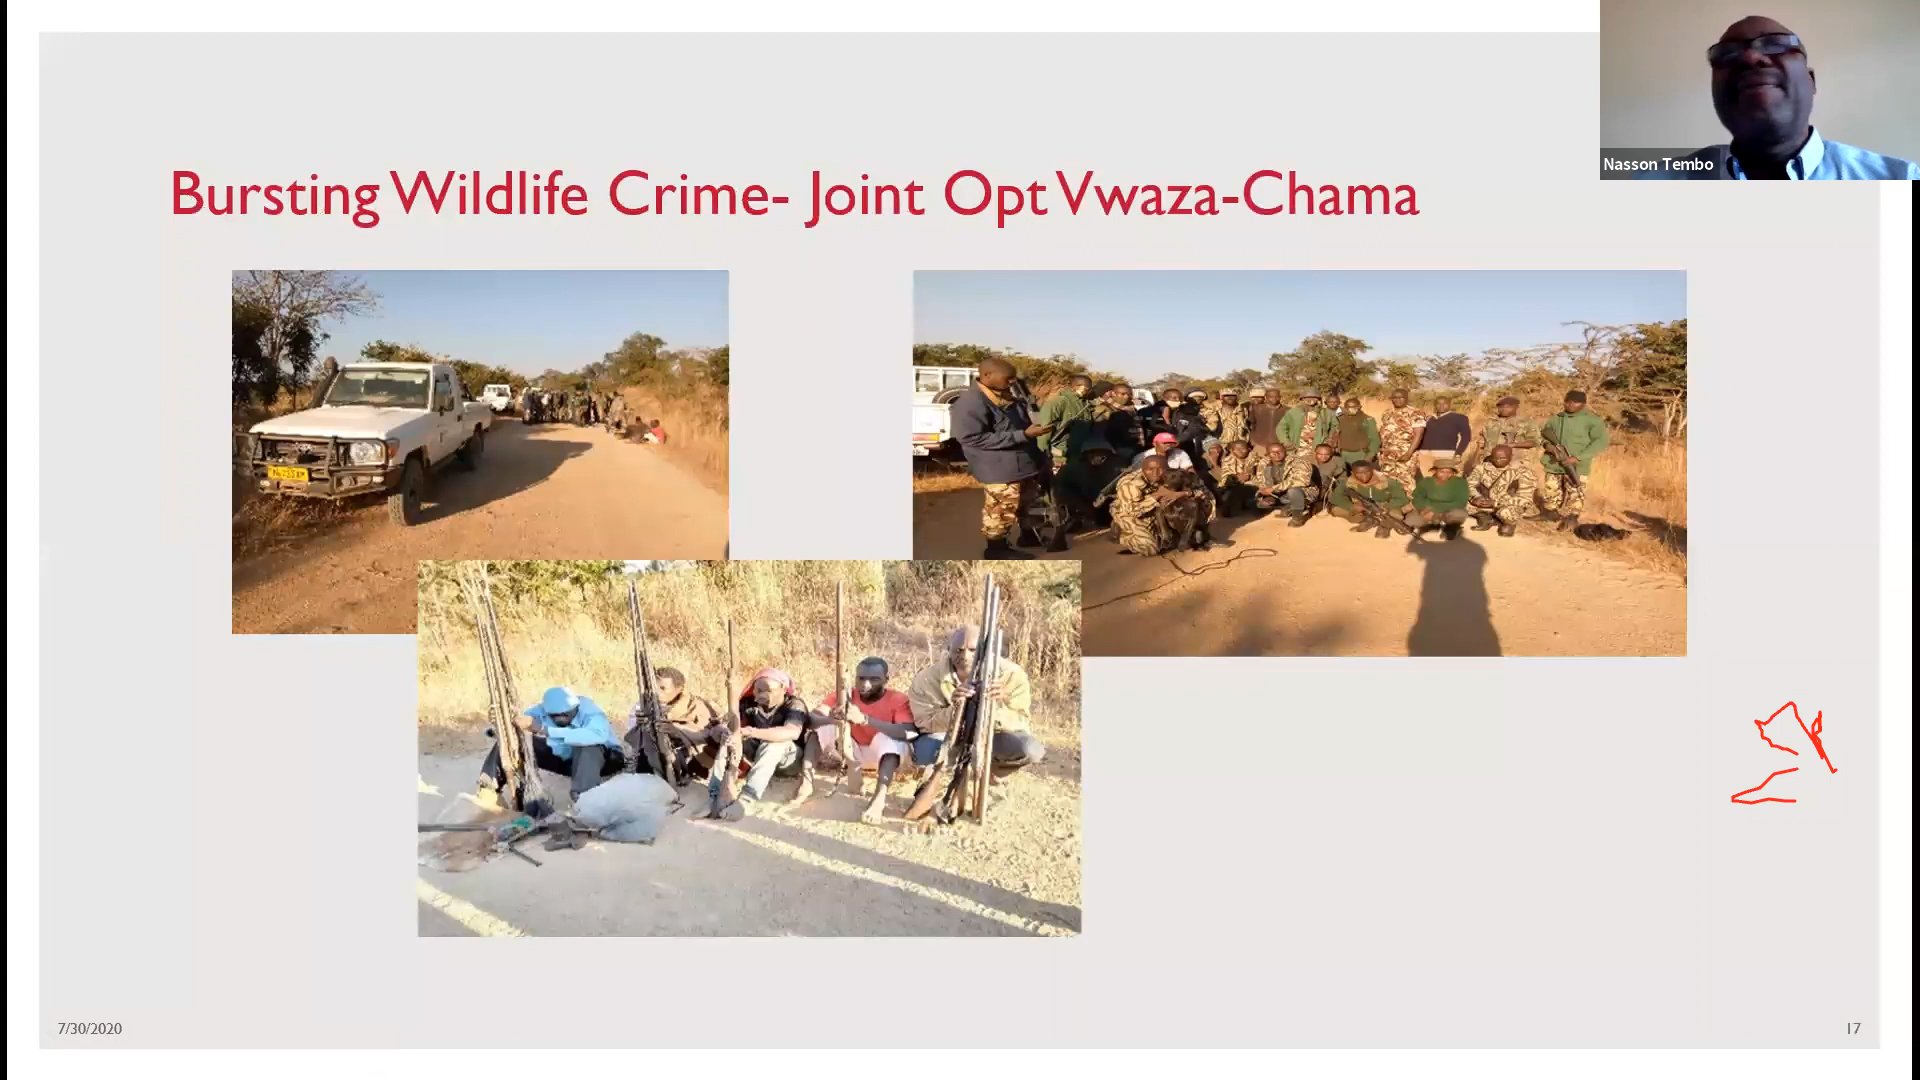 Nasson Tembo
Bursting Wildlife Crime- Joint Opt Vwaza-Chama
7/30/2020
17